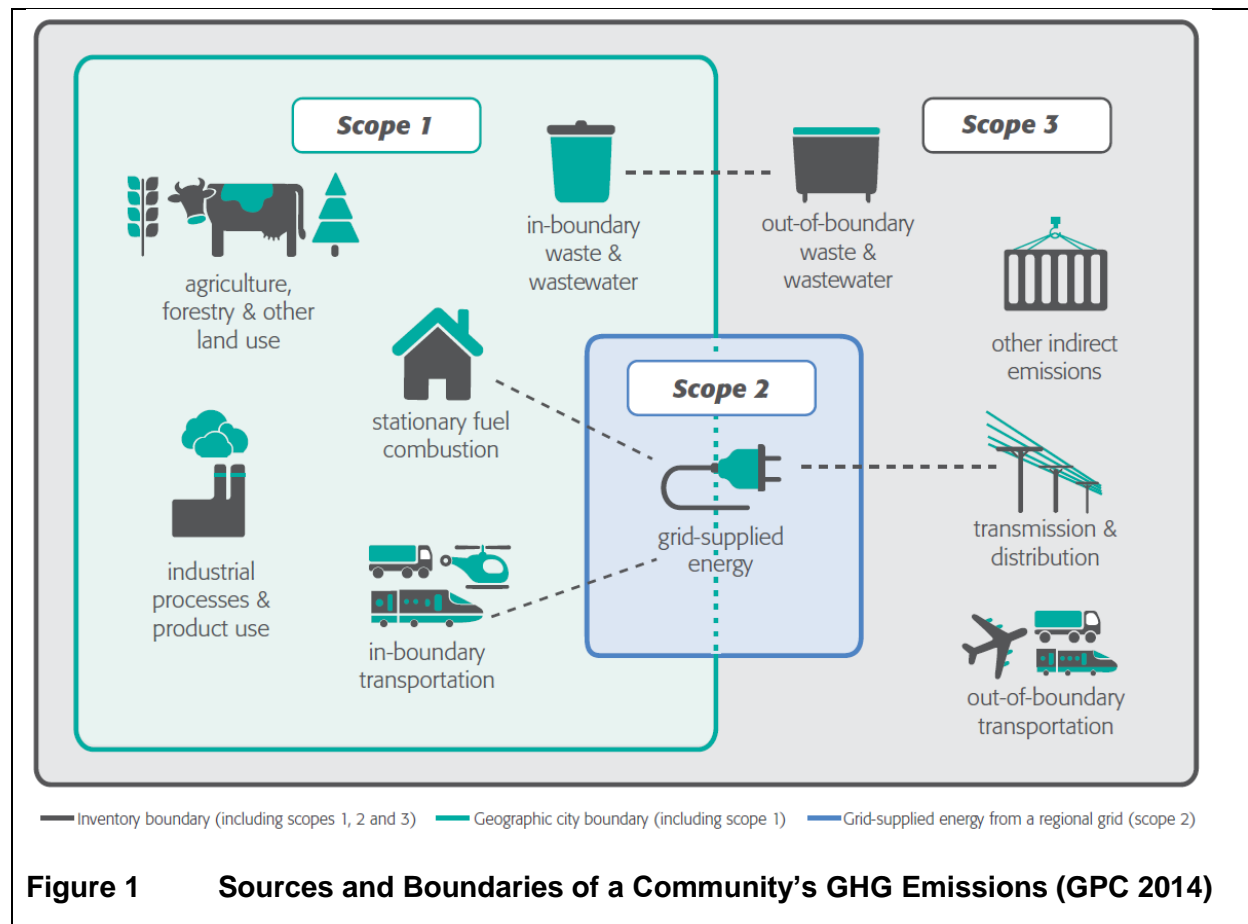 Scope 1
Scope 3
agriculture,
forestry & other
land use
in-boundary
waste &
wastewater
out-of-boundary
waste &
wastewater
other indirect
emissions
stationary fuel
combustion
Scope 2
grid-supplied
energy
transmission &
distribution
industrial
processes &
product use
in-boundary
transportation
out-of-boundary
transportation
Inventory boundary (including scopes 1, 2 and 3) Geographic city boundary (including scope 1) Grid-supplied energy from a regional grid (scope 2)
Figure 1 Sources and Boundaries of a Community’s GHG Emissions (GPC 2014)